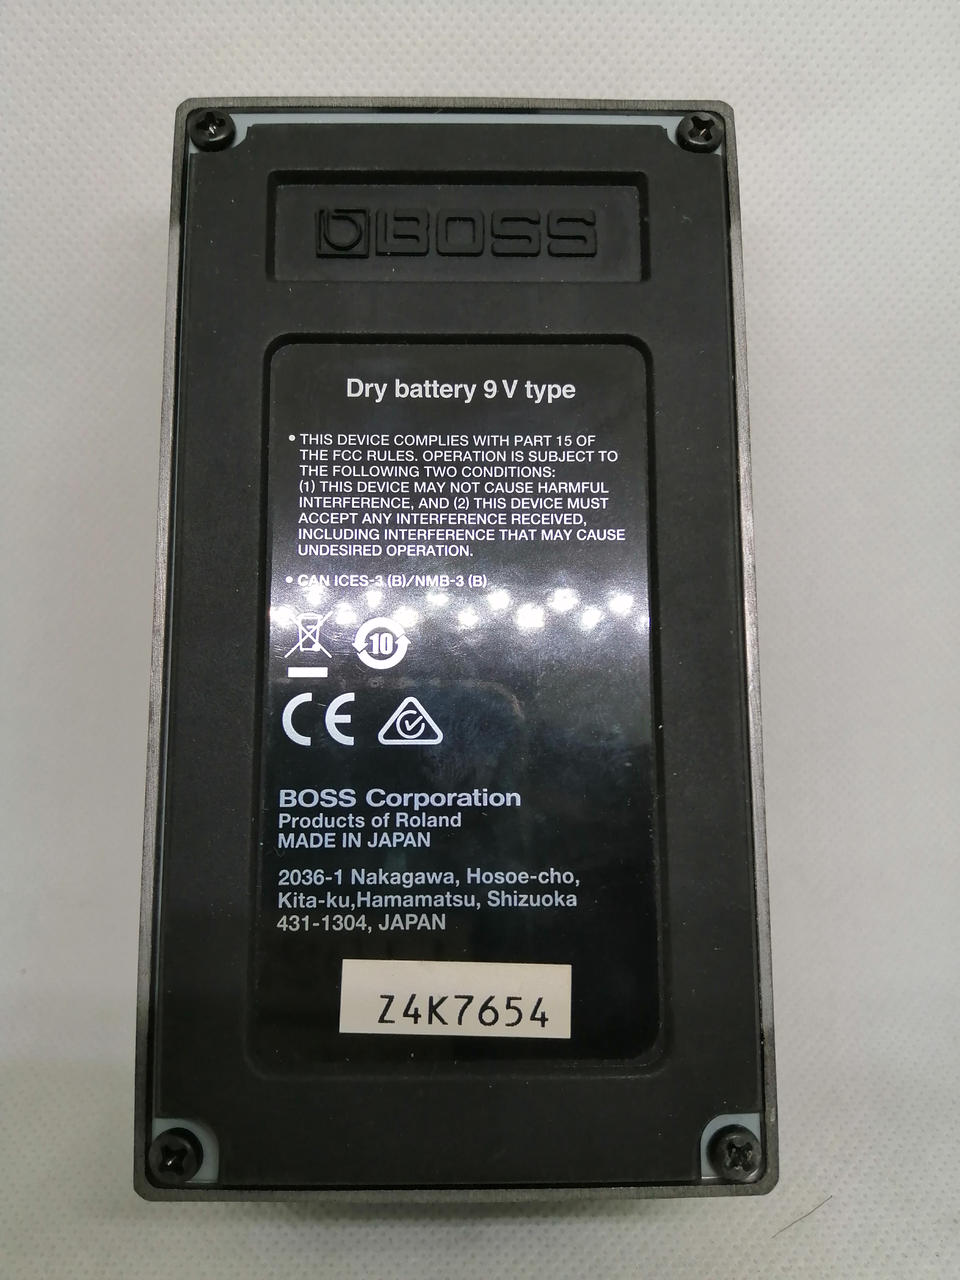 BOSS
Dry battery 9 V type
• THIS DEVICE COMPLIES WITH PART 15 OF
THE FCC RULES. OPERATION IS SUBJECT TO
THE FOLLOWING TWO CONDITIONS:
(1) THIS DEVICE MAY NOT CAUSE HARMFUL
INTERFERENCE, AND (2) THIS DEVICE MUST
ACCEPT ANY INTERFERENCE RECEIVED,
INCLUDING INTERFERENCE THAT MAY CAUSE
UNDESIRED OPERATION.
• CAN ICES-3 (B)/NMB-3 (B)
10
CE
BOSS Corporation
Products of Roland
MADE IN JAPAN
2036-1 Nakagawa, Hosoe-cho,
Kita-ku,Hamamatsu, Shizuoka
431-1304, JAPAN
Z4K7654